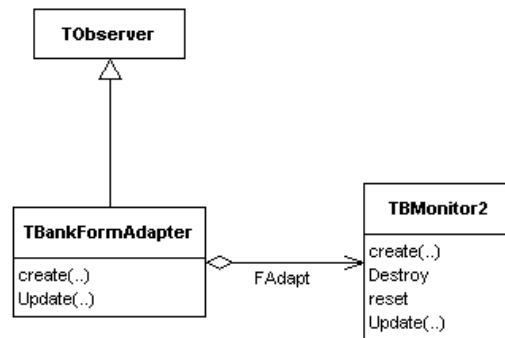 TObserver
TBankFormAdapter
create(..)
Update(..)
FAdapt
TBMonitor2
create(..)
Destroy
reset
Update(..)